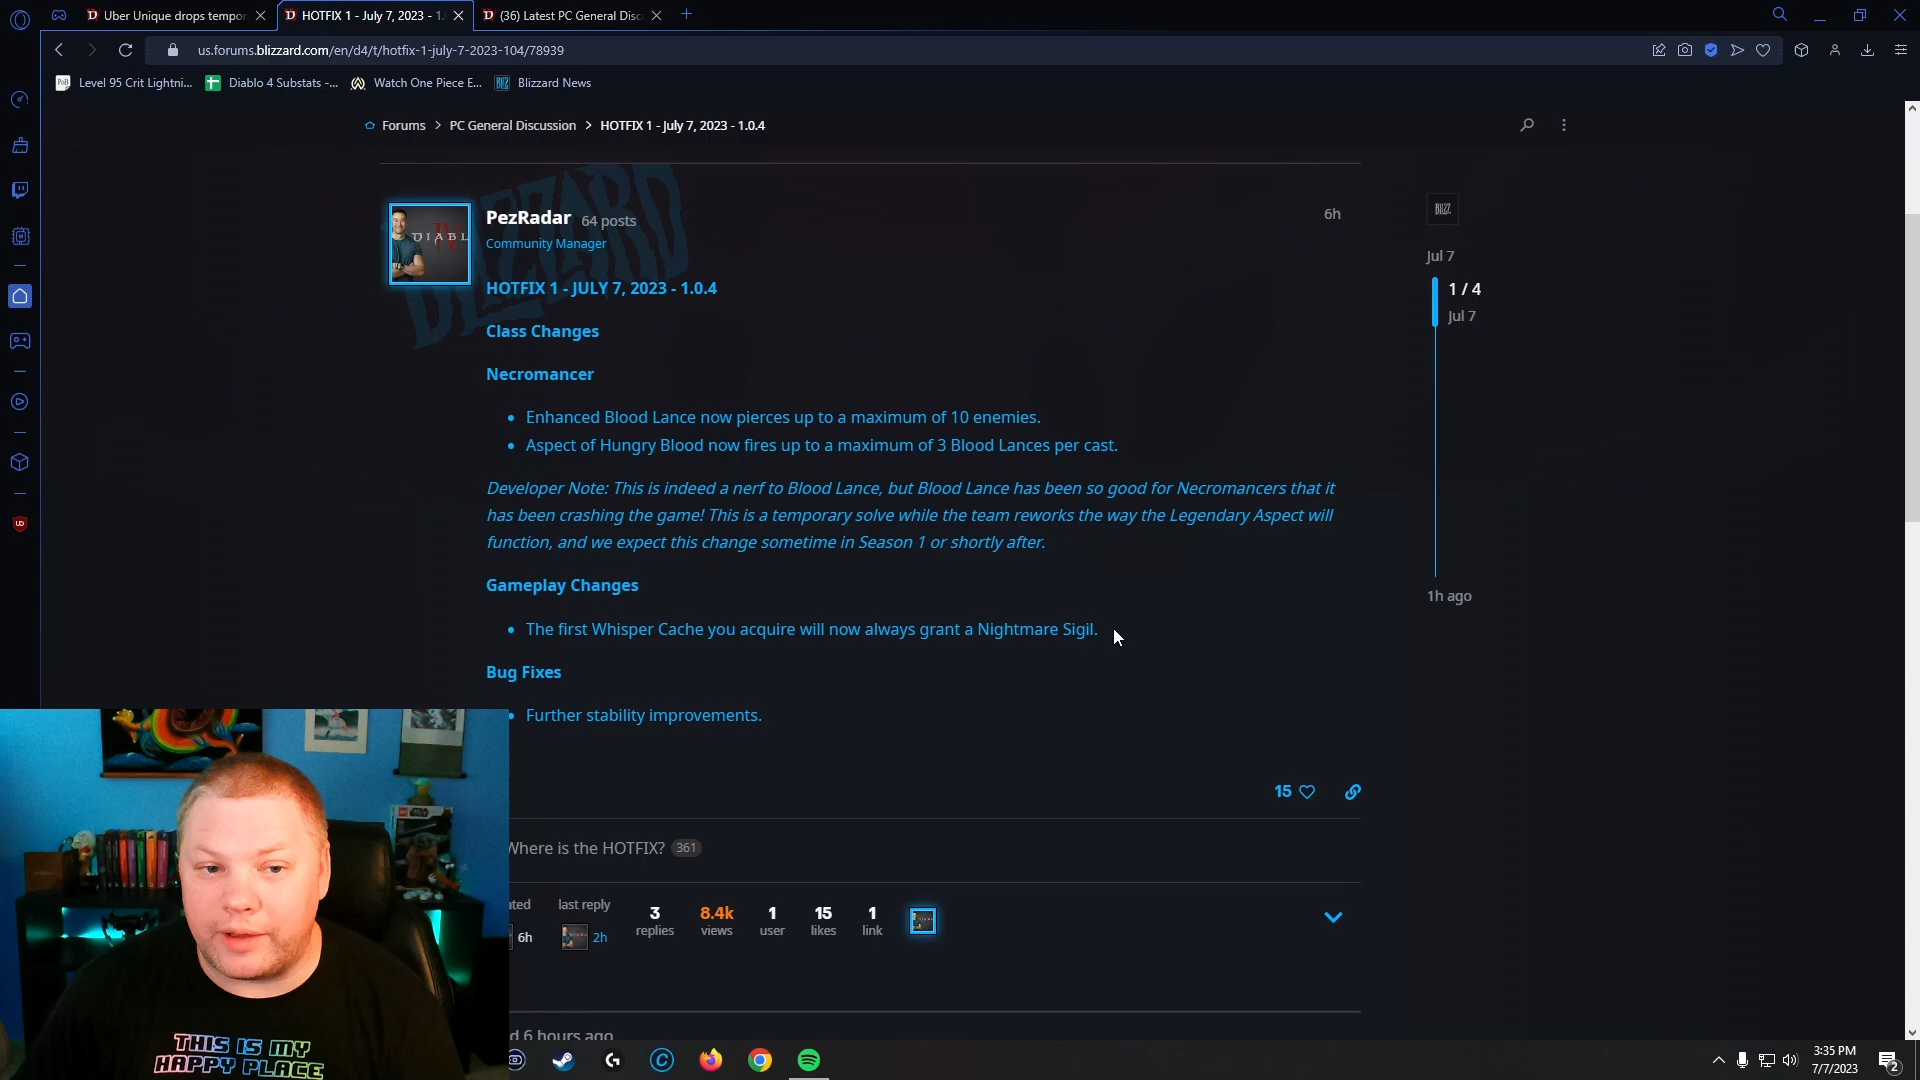 Uber Unique drops tempor
HOTFIX 1 - July 7, 2023 - 1.
(36) Latest PC General Disc
us.forums.blizzard.com/en/d4/t/hotfix-1-july-7-2023-104/78939
Level 95 Crit Lightni...
Diablo 4 Substats -...
Watch One Piece E...
Blizzard News
Forums > PC General Discussion > HOTFIX 1 - July 7, 2023 - 1.0.4
BLIZZARD
DIABL
PezRadar 64 posts
6h
Community Manager
HOTFIX 1 - JULY 7, 2023 - 1.0.4
Class Changes
Necromancer
• Enhanced Blood Lance now pierces up to a maximum of 10 enemies.
• Aspect of Hungry Blood now fires up to a maximum of 3 Blood Lances per cast.
Developer Note: This is indeed a nerf to Blood Lance, but Blood Lance has been so good for Necromancers that it
has been crashing the game! This is a temporary solve while the team reworks the way the Legendary Aspect will
function, and we expect this change sometime in Season 1 or shortly after.
Gameplay Changes
• The first Whisper Cache you acquire will now always grant a Nightmare Sigil.
Bug Fixes
• Further stability improvements.
BLIZZ
Jul 7
1 / 4
Jul 7
1h ago
15
Where is the HOTFIX? 361
ated
6h
last reply
2h
3
replies
8.4k
views
1
user
15
likes
1
link
d 6 hours ago
THIS IS MY
HAPPY PLACE
3:35 PM
7/7/2023
2